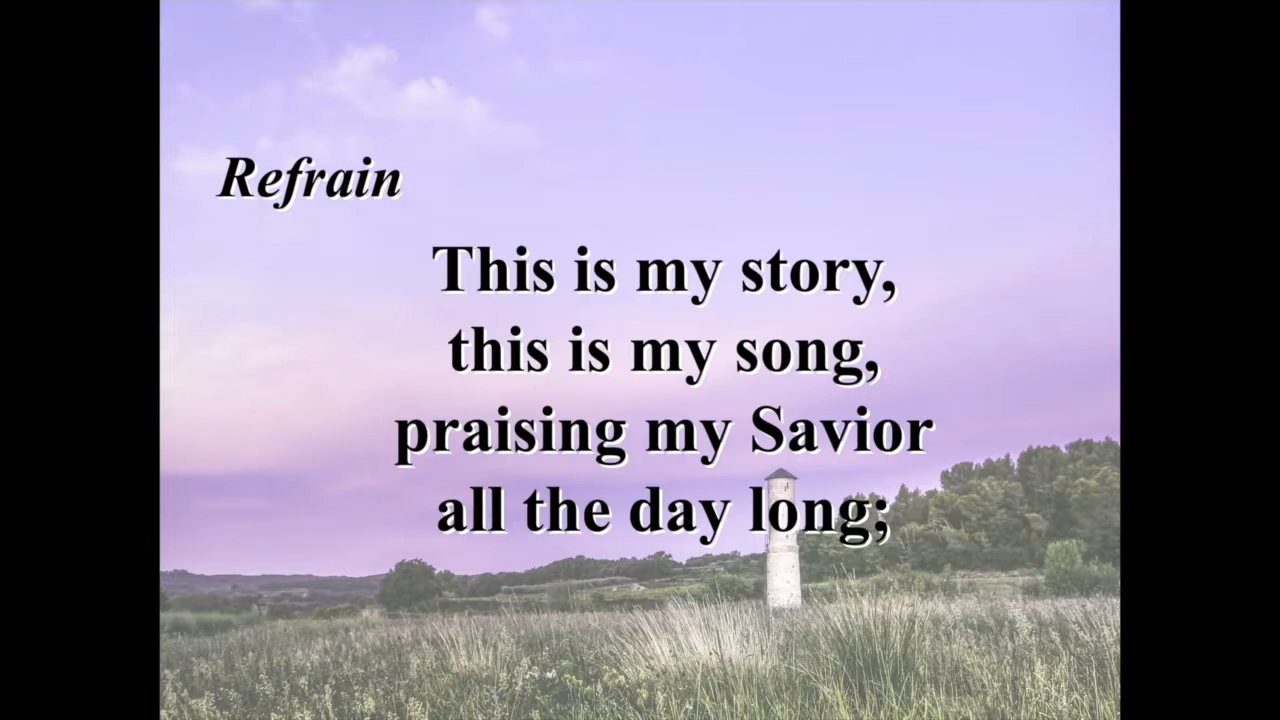 Refrain
This is my story,
this is my song,
praising my Savior
all the day long;